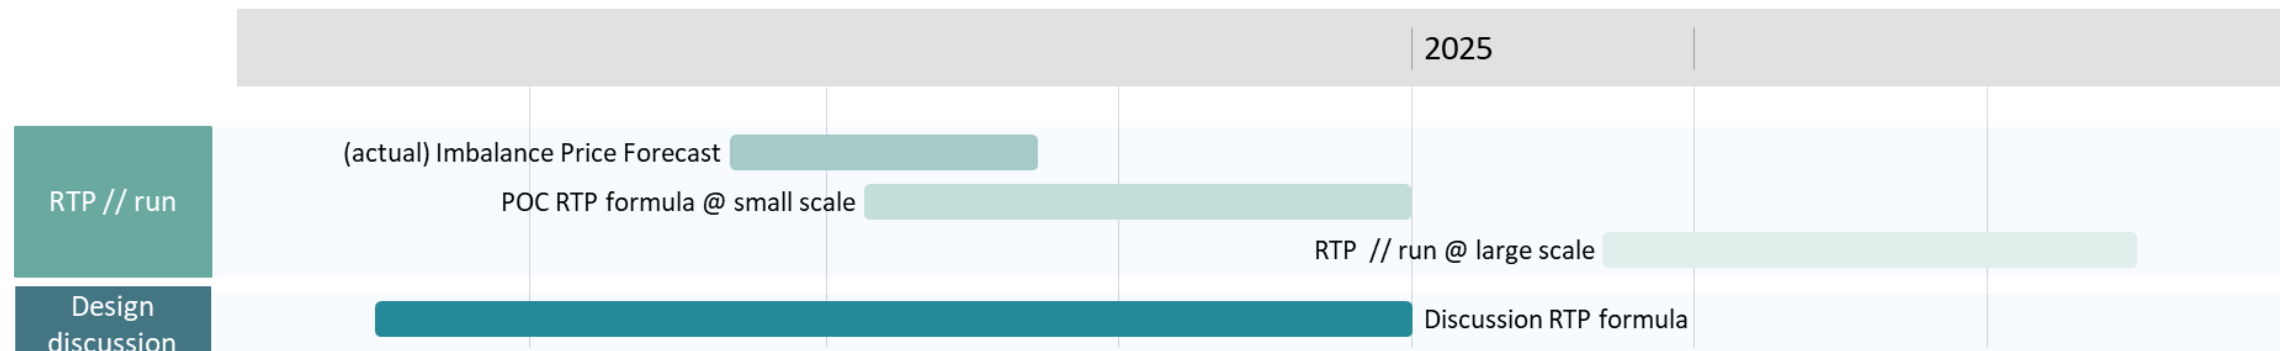 2025
RTP // run
(actual) Imbalance Price Forecast
POC RTP formula @ small scale
RTP // run @ large scale
Design
discussion
Discussion RTP formula